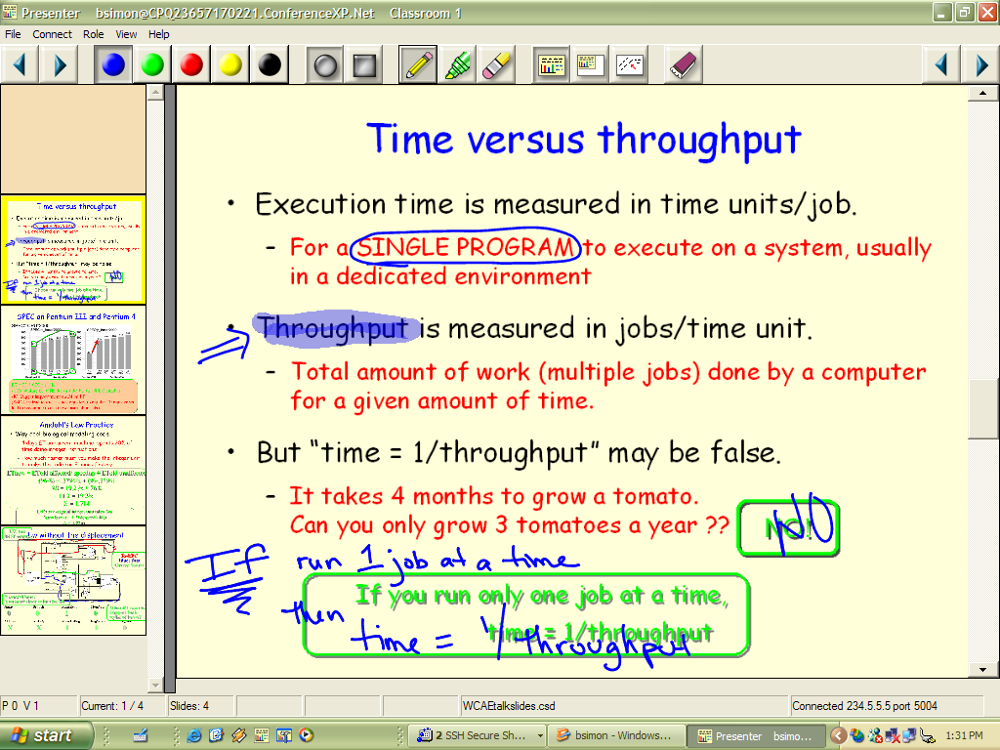 Presenter    bsimon@CPQ23657170221.ConferenceXP.Net    Classroom 1
File Connect Role View Help
Time versus throughput
• Execution time is measured in time units/job.
– For a SINGLE PROGRAM to execute on a system, usually
in a dedicated environment
• Throughput is measured in jobs/time unit.
– Total amount of work (multiple jobs) done by a computer
for a given amount of time.
• But “time = 1/throughput” may be false.
– It takes 4 months to grow a tomato.
Can you only grow 3 tomatoes a year ??
NO!
NO
If run 1 job at a time
If you run only one job at a time,
then
time = 1/throughput
time = 1/throughput
Time versus throughput
SPEC on Pentium III and Pentium 4
Amdahl's Law Practice
P 0 V 1 Current: 1 / 4 Slides: 4 WCAEtalkslides.csd Connected 234.5.5.5 port 5004
start 2 SSH Secure Sh... bsimon - Windows... Presenter bsimo... 1:31 PM